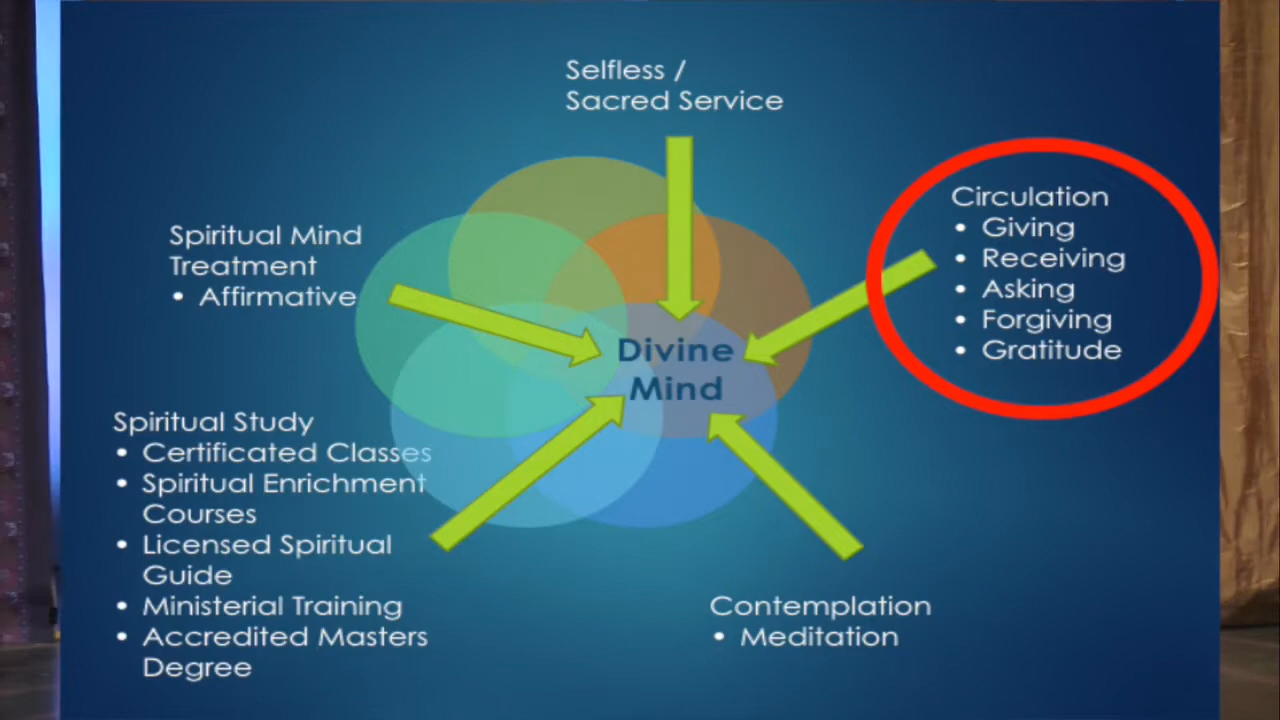 Selfless /
Sacred Service
Circulation
• Giving
• Receiving
• Asking
• Forgiving
• Gratitude
Spiritual Mind
Treatment
• Affirmative
Divine
Mind
Spiritual Study
• Certificated Classes
• Spiritual Enrichment
Courses
• Licensed Spiritual
Guide
• Ministerial Training
• Accredited Masters
Degree
Contemplation
• Meditation